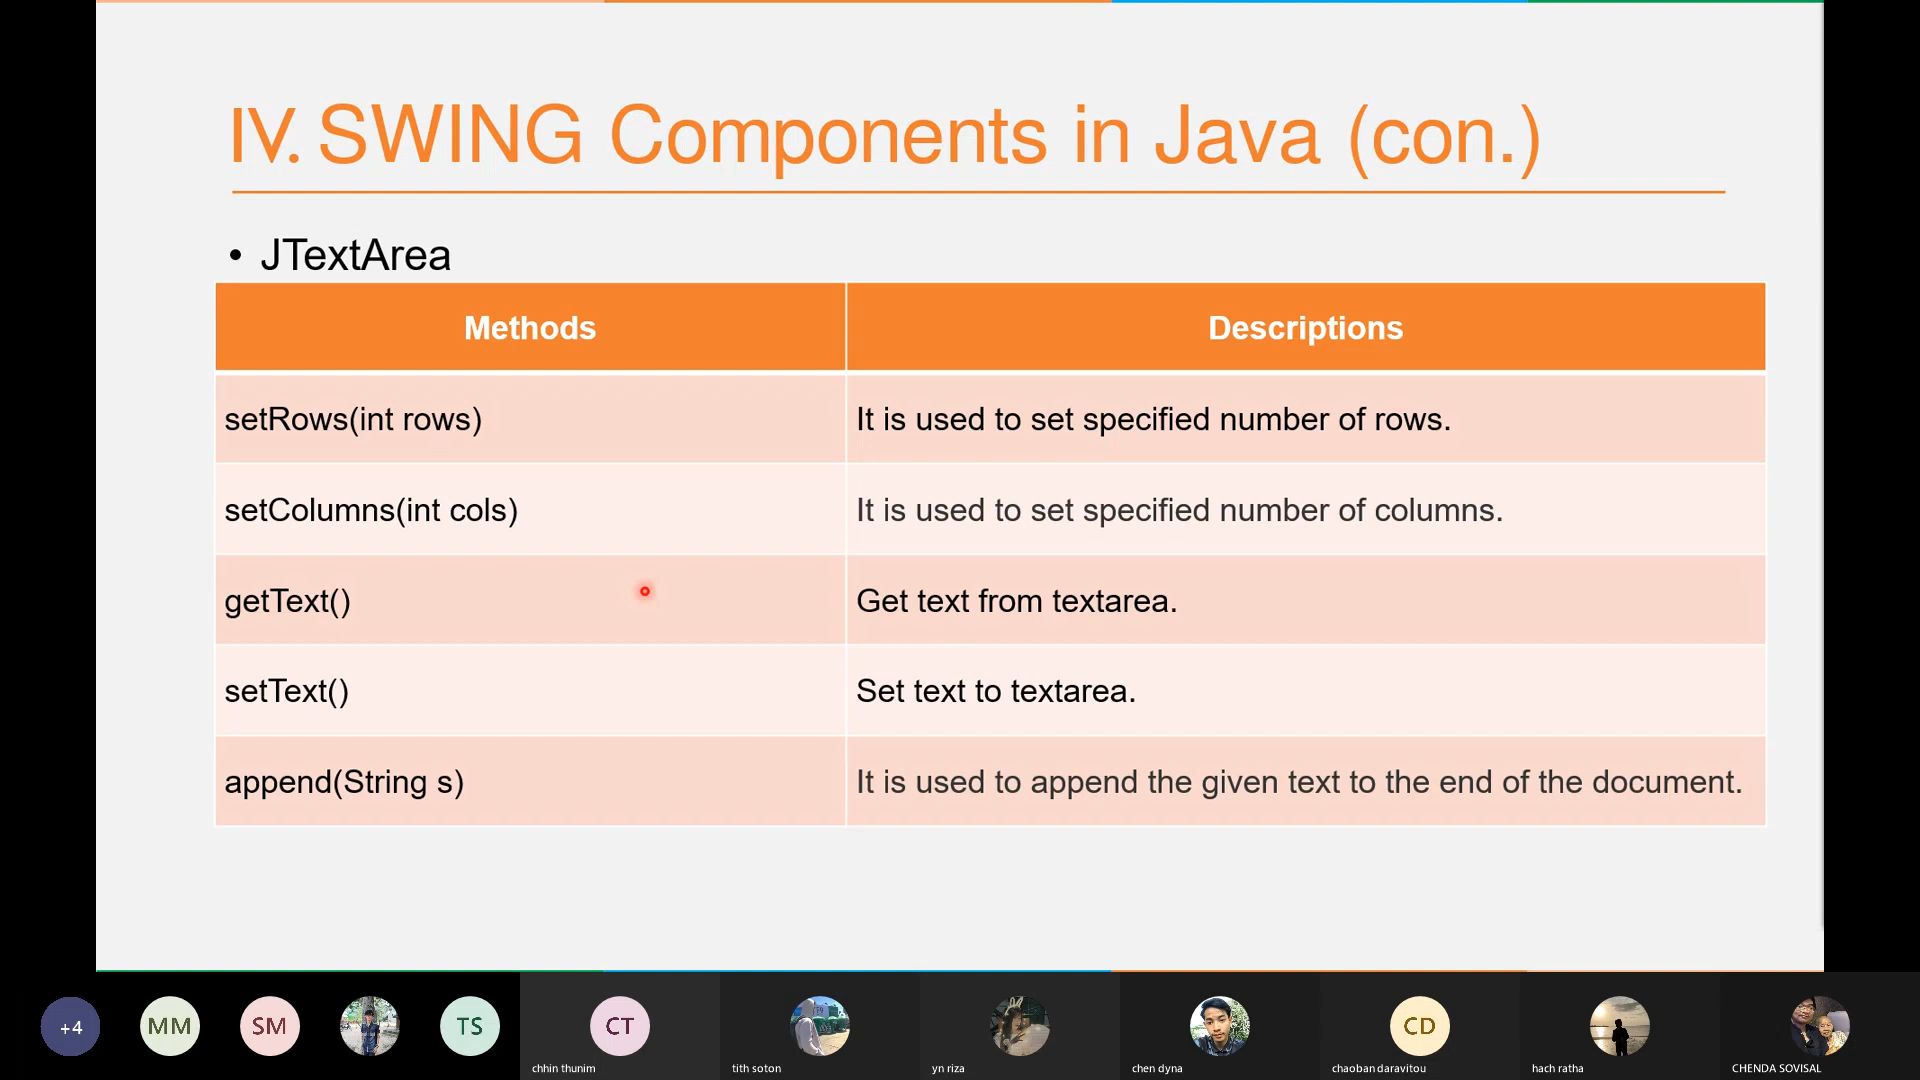 IV. SWING Components in Java (con.)
• JTextArea
Methods Descriptions
setRows(int rows) It is used to set specified number of rows.
setColumns(int cols) It is used to set specified number of columns.
getText() Get text from textarea.
setText() Set text to textarea.
append(String s) It is used to append the given text to the end of the document.
+4 MM SM TS CT CD
chhin thunim tith soton yn riza chen dyna chaoban daravitou hach ratha CHENDA SOVISAL